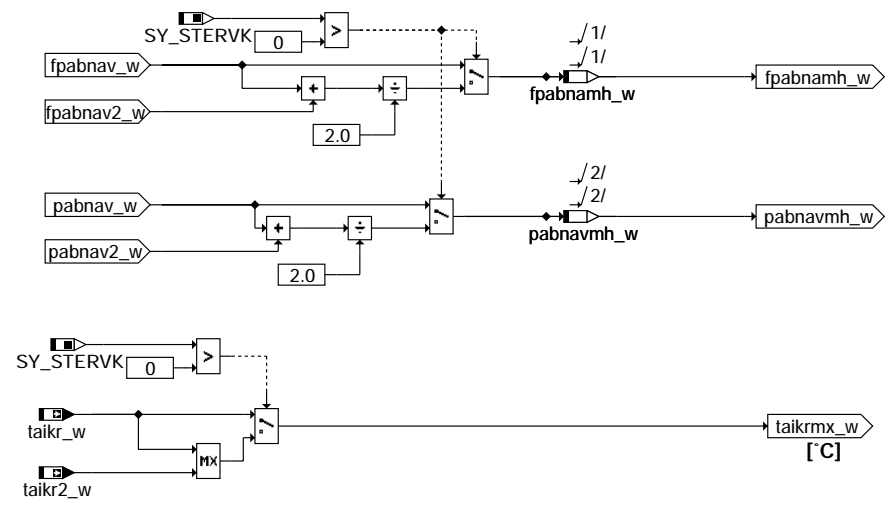 SY_STERVK
0
>
fpabnav_w
fpabnav2_w
+
÷
2.0
/1/
/1/
fpabnamh_w
fpabnamh_w
pabnav_w
pabnav2_w
+
÷
2.0
/2/
/2/
pabnavmh_w
pabnavmh_w
SY_STERVK
0
>
taikr_w
MX
taikr2_w
taikrmx_w
[°C]